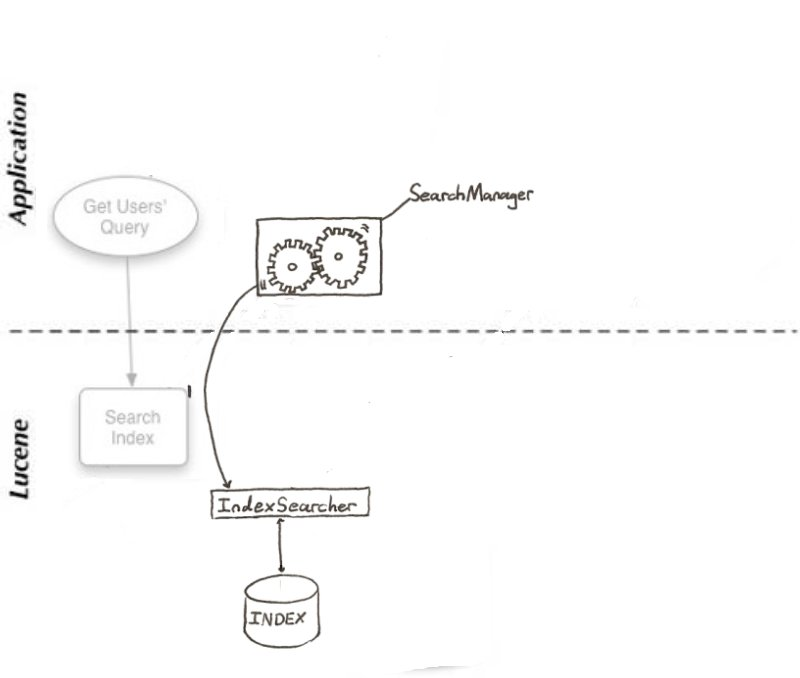 Application
Get Users'
Query
SearchManager
Lucene
Search
Index
IndexSearcher
INDEX